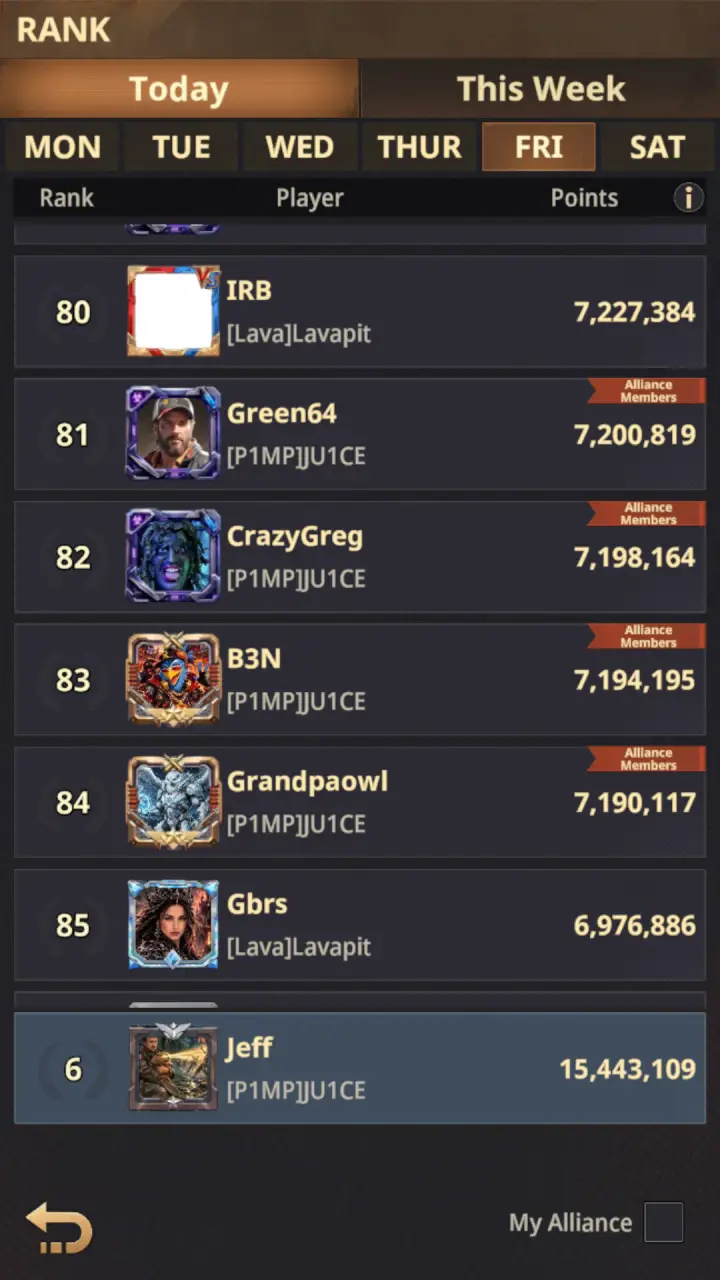 RANK
Today
This Week
MON TUE WED THUR FRI SAT
Rank Player Points i
80 IRB 7,227,384
[Lava]Lavapit
Alliance Members
81 Green64 7,200,819
[P1MP]JU1CE
Alliance Members
82 CrazyGreg 7,198,164
[P1MP]JU1CE
Alliance Members
83 B3N 7,194,195
[P1MP]JU1CE
Alliance Members
84 Grandpaowl 7,190,117
[P1MP]JU1CE
85 Gbrs 6,976,886
[Lava]Lavapit
6 Jeff 15,443,109
[P1MP]JU1CE
My Alliance